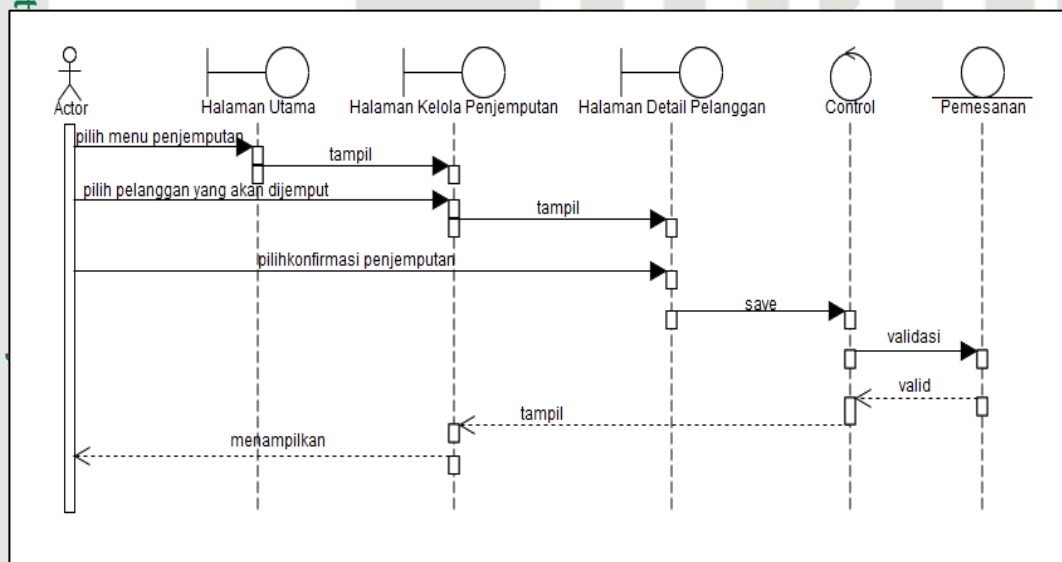 Actor
Halaman Utama
Halaman Kelola Penjemputan
Halaman Detail Pelanggan
Control
Pemesanan
pilih menu penjemputan
tampil
pilih pelanggan yang akan dijemput
tampil
pilihkonfirmasi penjemputan
save
validasi
valid
tampil
menampilkan